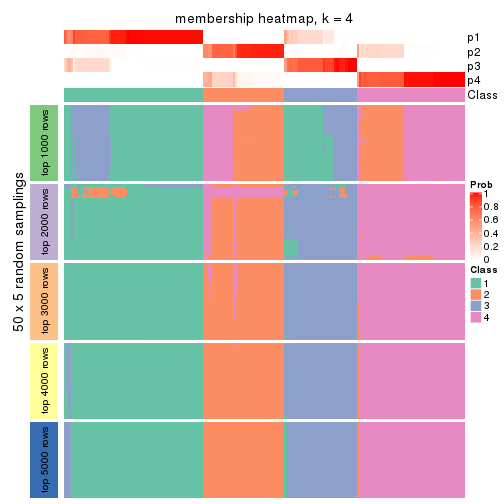 membership heatmap, k = 4
p1
p2
p3
p4
Class
50 x 5 random samplings
top 1000 rows
top 2000 rows
top 3000 rows
top 4000 rows
top 5000 rows
Prob
1
0.8
0.6
0.4
0.2
0
Class
1
2
3
4